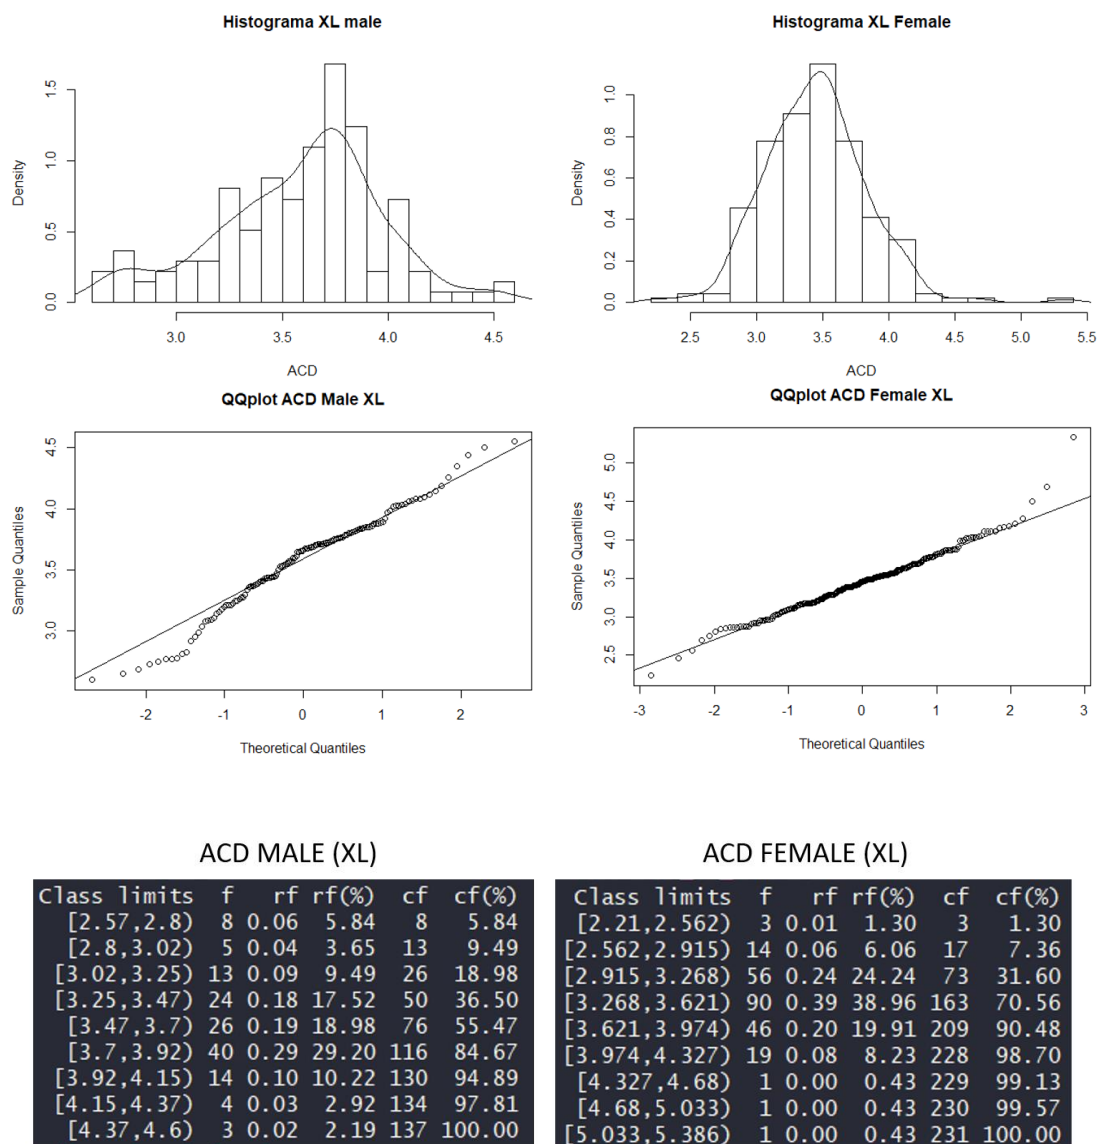 Histograma XL male
Density
0.0 0.5 1.0 1.5
3.0 3.5 4.0 4.5
ACD
Histograma XL Female
Density
0.0 0.2 0.4 0.6 0.8 1.0
2.5 3.0 3.5 4.0 4.5 5.0 5.5
ACD
QQplot ACD Male XL
Sample Quantiles
3.0 3.5 4.0 4.5
-2 -1 0 1 2
Theoretical Quantiles
QQplot ACD Female XL
Sample Quantiles
2.5 3.0 3.5 4.0 4.5 5.0
-3 -2 -1 0 1 2 3
Theoretical Quantiles
ACD MALE (XL)
Class limits f rf rf(%) cf cf(%)
[2.57,2.8) 8 0.06 5.84 8 5.84
[2.8,3.02) 5 0.04 3.65 13 9.49
[3.02,3.25) 13 0.09 9.49 26 18.98
[3.25,3.47) 24 0.18 17.52 50 36.50
[3.47,3.7) 26 0.19 18.98 76 55.47
[3.7,3.92) 40 0.29 29.20 116 84.67
[3.92,4.15) 14 0.10 10.22 130 94.89
[4.15,4.37) 4 0.03 2.92 134 97.81
[4.37,4.6) 3 0.02 2.19 137 100.00
ACD FEMALE (XL)
Class limits f rf rf(%) cf cf(%)
[2.21,2.562) 3 0.01 1.30 3 1.30
[2.562,2.915) 14 0.06 6.06 17 7.36
[2.915,3.268) 56 0.24 24.24 73 31.60
[3.268,3.621) 90 0.39 38.96 163 70.56
[3.621,3.974) 46 0.20 19.91 209 90.48
[3.974,4.327) 19 0.08 8.23 228 98.70
[4.327,4.68) 1 0.00 0.43 229 99.13
[4.68,5.033) 1 0.00 0.43 230 99.57
[5.033,5.386) 1 0.00 0.43 231 100.00